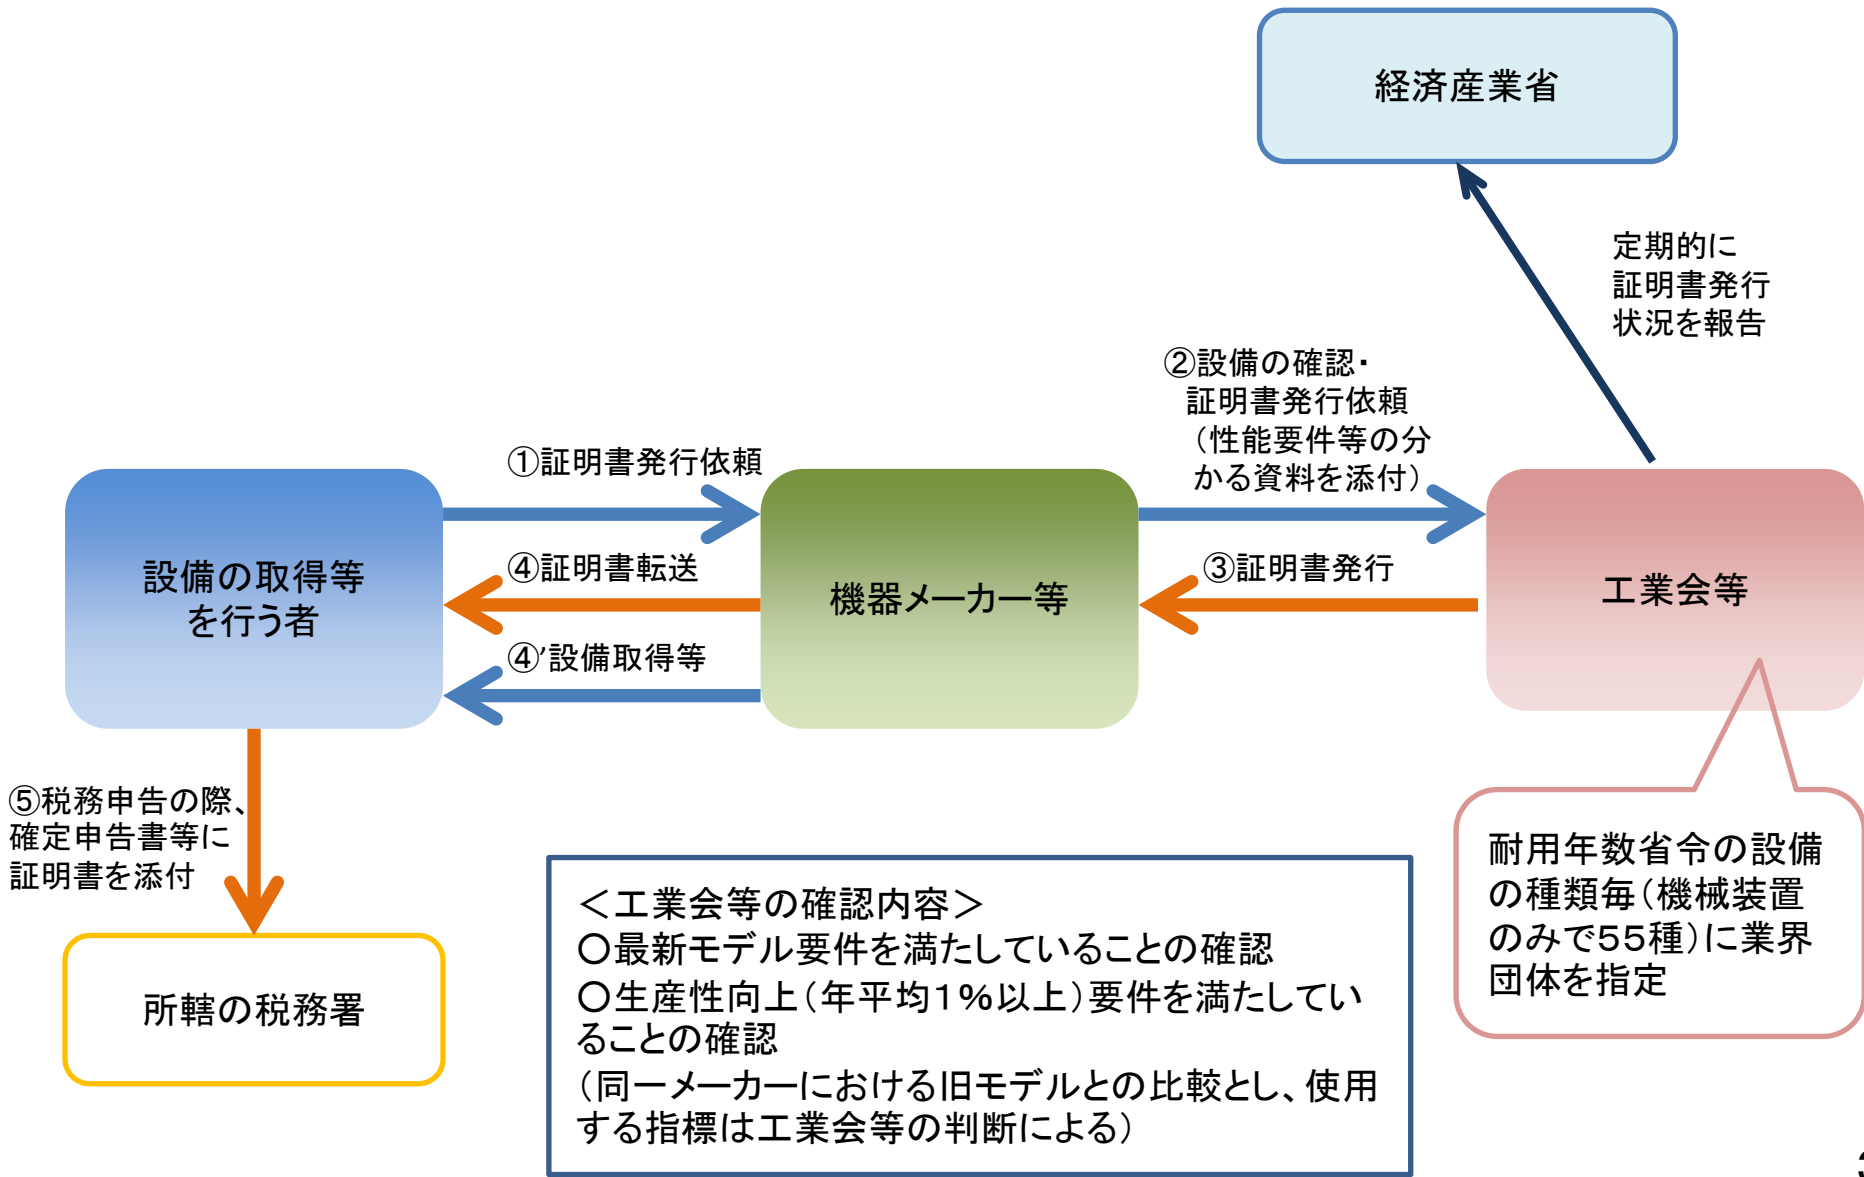 経済産業省
定期的に
証明書発行
状況を報告
②設備の確認・
証明書発行依頼
（性能要件等の分
かる資料を添付）
①証明書発行依頼
④証明書転送
③証明書発行
④’設備取得等
設備の取得等
を行う者
機器メーカー等
工業会等
⑤税務申告の際、
確定申告書等に
証明書を添付
所轄の税務署
＜工業会等の確認内容＞
〇最新モデル要件を満たしていることの確認
〇生産性向上（年平均１％以上）要件を満たしてい
ることの確認
（同一メーカーにおける旧モデルとの比較とし、使用
する指標は工業会等の判断による）
耐用年数省令の設備
の種類毎（機械装置
のみで５５種）に業界
団体を指定